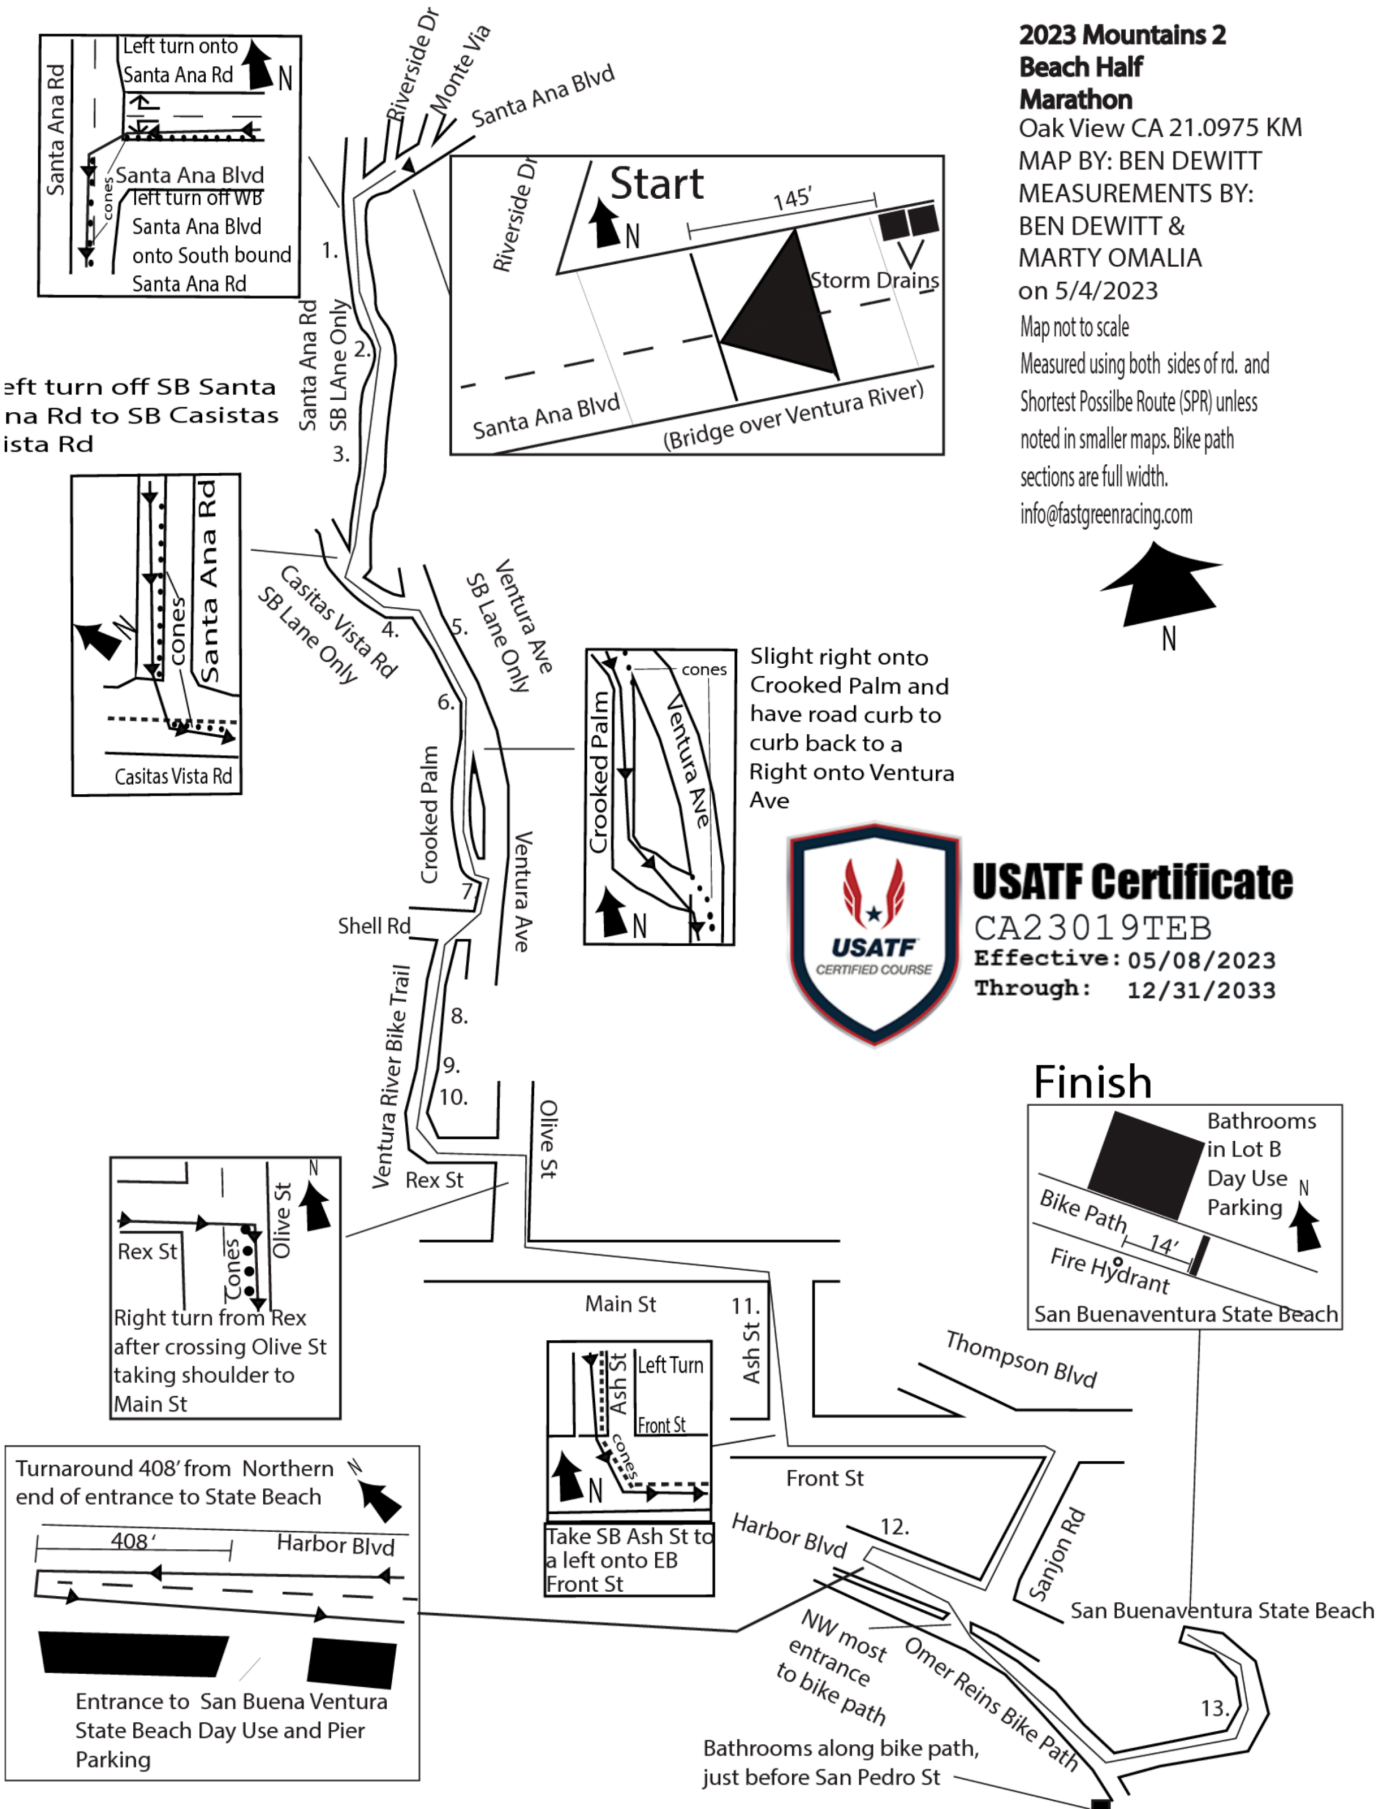 Left turn onto
Santa Ana Rd
N
Santa Ana Rd
Santa Ana Blvd
cones
left turn off WB
Santa Ana Blvd
onto South bound
Santa Ana Rd
Riverside Dr
Monte Via
Santa Ana Blvd
2023 Mountains 2
Beach Half
Marathon
Oak View CA 21.0975 KM
MAP BY: BEN DEWITT
MEASUREMENTS BY:
BEN DEWITT &
MARTY OMALIA
on 5/4/2023
Map not to scale
Measured using both sides of rd. and
Shortest Possilbe Route (SPR) unless
noted in smaller maps. Bike path
sections are full width.
info@fastgreenracing.com
N
Start
Riverside Dr
N
145'
Storm Drains
Santa Ana Blvd
(Bridge over Ventura River)
1.
Santa Ana Rd
SB LAne Only
2.
3.
eft turn off SB Santa
na Rd to SB Casistas
ista Rd
Santa Ana Rd
cones
N
Casitas Vista Rd
Casitas Vista Rd
SB Lane Only
4.
5.
Ventura Ave
SB Lane Only
6.
Crooked Palm
cones
Crooked Palm
Ventura Ave
N
Slight right onto
Crooked Palm and
have road curb to
curb back to a
Right onto Ventura
Ave
Ventura Ave
7.
Shell Rd
USATF
CERTIFIED COURSE
USATF Certificate
CA23019TEB
Effective: 05/08/2023
Through: 12/31/2033
Ventura River Bike Trail
8.
9.
10.
Olive St
Rex St
N
Olive St
Rex St
Cones
Right turn from Rex
after crossing Olive St
taking shoulder to
Main St
Finish
Bathrooms
in Lot B
Day Use
Parking
N
Bike Path
14'
Fire Hydrant
San Buenaventura State Beach
Main St
11.
Ash St
Thompson Blvd
Ash St
Left Turn
Front St
cones
N
Take SB Ash St to
a left onto EB
Front St
Front St
Turnaround 408' from Northern
end of entrance to State Beach
N
408'
Harbor Blvd
Entrance to San Buena Ventura
State Beach Day Use and Pier
Parking
Harbor Blvd
12.
Sanjon Rd
San Buenaventura State Beach
NW most
entrance
to bike path
Omer Reins Bike Path
13.
Bathrooms along bike path,
just before San Pedro St